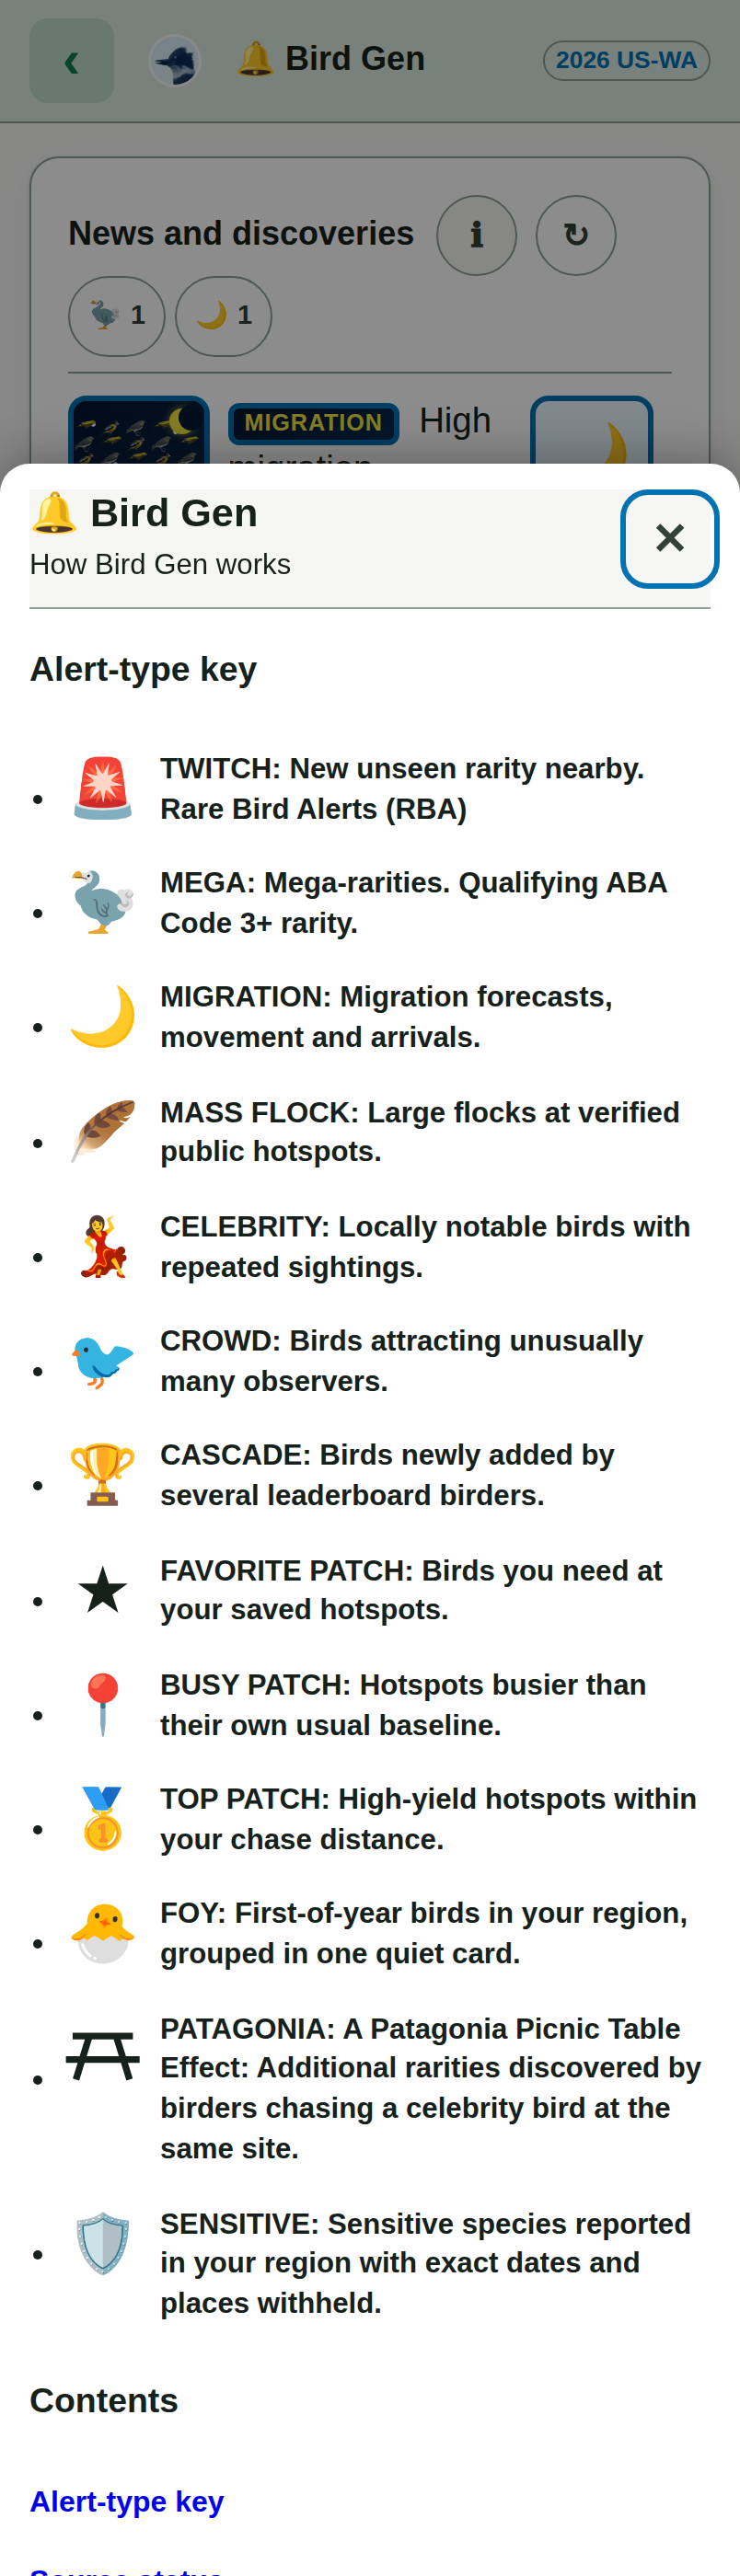 ‹ 🔔 Bird Gen 2026 US-WA
News and discoveries ℹ ↻
🦤 1 🌙 1
MIGRATION High
🔔 Bird Gen
How Bird Gen works
✕
Alert-type key
TWITCH: New unseen rarity nearby.
Rare Bird Alerts (RBA)
MEGA: Mega-rarities. Qualifying ABA
Code 3+ rarity.
MIGRATION: Migration forecasts,
movement and arrivals.
MASS FLOCK: Large flocks at verified
public hotspots.
CELEBRITY: Locally notable birds with
repeated sightings.
CROWD: Birds attracting unusually
many observers.
CASCADE: Birds newly added by
several leaderboard birders.
FAVORITE PATCH: Birds you need at
your saved hotspots.
BUSY PATCH: Hotspots busier than
their own usual baseline.
TOP PATCH: High-yield hotspots within
your chase distance.
FOY: First-of-year birds in your region,
grouped in one quiet card.
PATAGONIA: A Patagonia Picnic Table
Effect: Additional rarities discovered by
birders chasing a celebrity bird at the
same site.
SENSITIVE: Sensitive species reported
in your region with exact dates and
places withheld.
Contents
Alert-type key